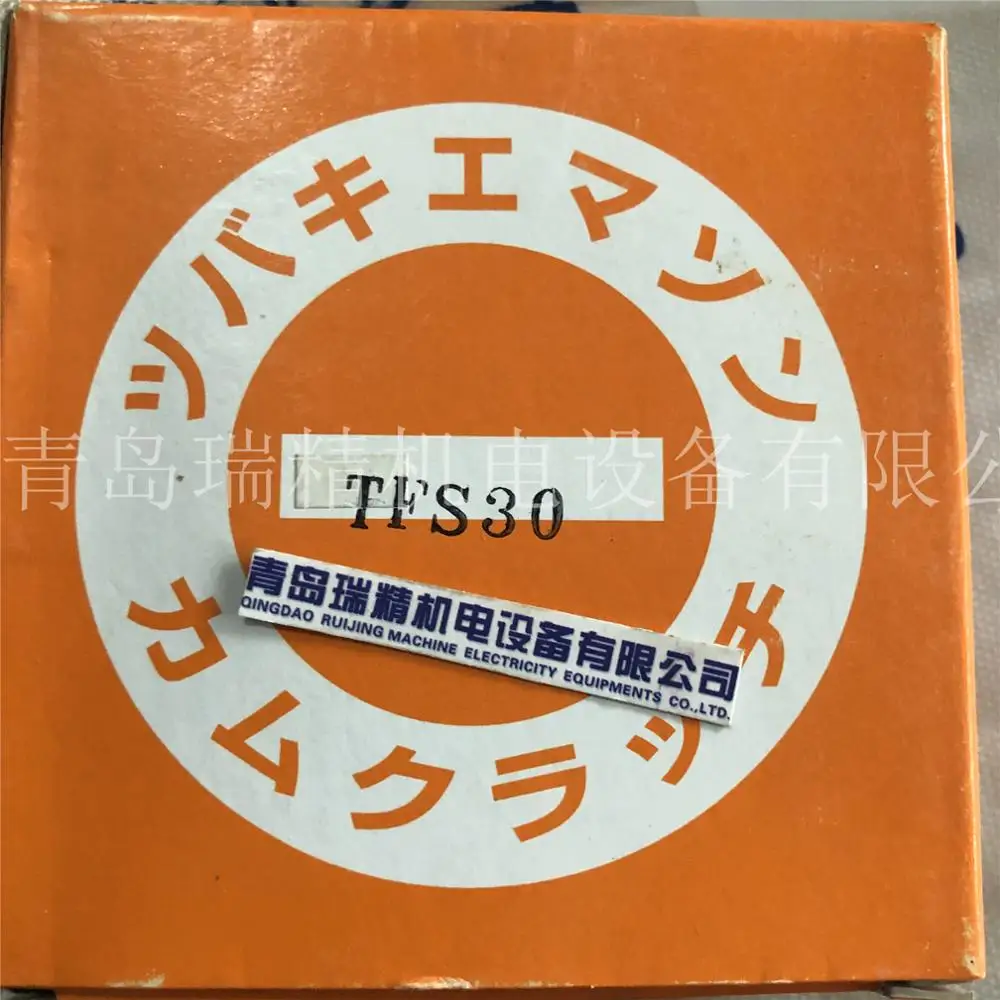 ツバキエマソン
青岛瑞精机电设备有限公
TFS30
青岛瑞精机电设备有限公司
QINGDAO RUIJING MACHINE ELECTRICITY EQUIPMENTS CO.,LTD.
カムクラッチ